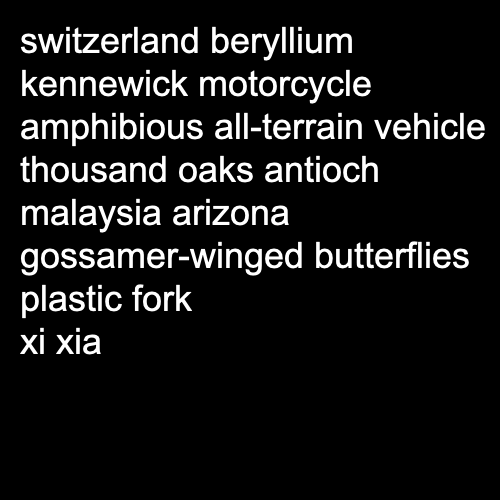 switzerland beryllium
kennewick motorcycle
amphibious all-terrain vehicle
thousand oaks antioch
malaysia arizona
gossamer-winged butterflies
plastic fork
xi xia